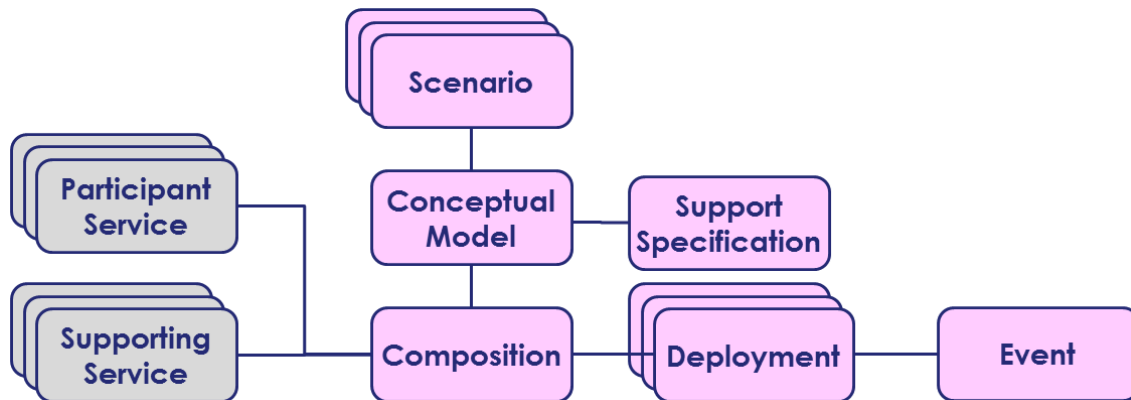 Scenario
Participant
Service
Conceptual
Model
Support
Specification
Supporting
Service
Composition
Deployment
Event